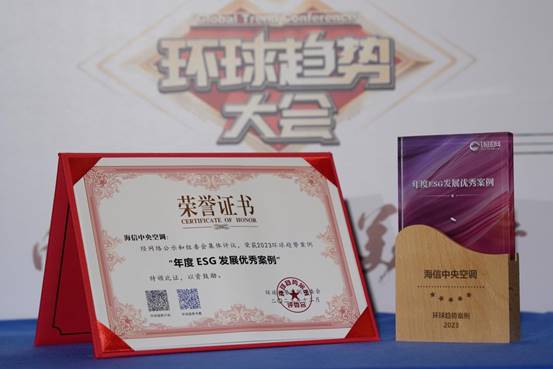 Global Trend Conference
环球趋势
大会
荣誉证书
CERTIFICATE OF HONOR
海信中央空调:
经网络公示和组委会集体评议，荣获2023环球趋势案例
“年度 ESG 发展优秀案例”
特颁此证，以资鼓励。
年度ESG发展优秀案例
海信中央空调
★★★★★
环球趋势案例
2023